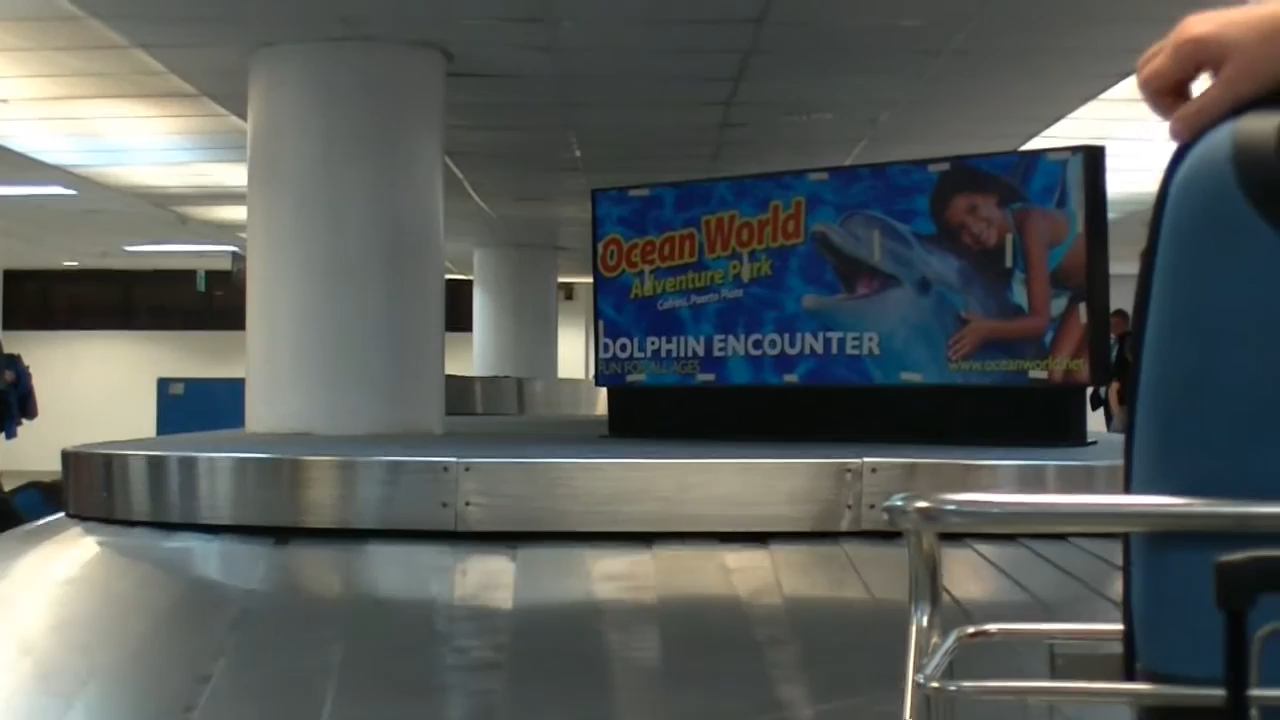 Ocean World
Adventure Park
Cofresi, Puerto Plata
DOLPHIN ENCOUNTER
FUN FOR ALL AGES
www.oceanworld.net